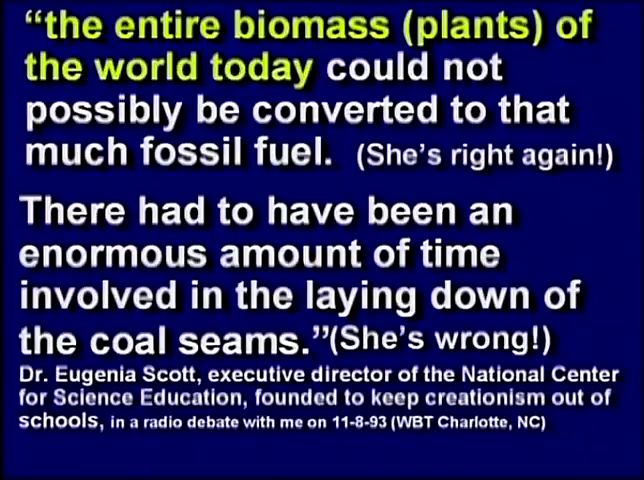 “the entire biomass (plants) of
the world today could not
possibly be converted to that
much fossil fuel. (She’s right again!)
There had to have been an
enormous amount of time
involved in the laying down of
the coal seams.”(She’s wrong!)
Dr. Eugenia Scott, executive director of the National Center
for Science Education, founded to keep creationism out of
schools, in a radio debate with me on 11-8-93 (WBT Charlotte, NC)